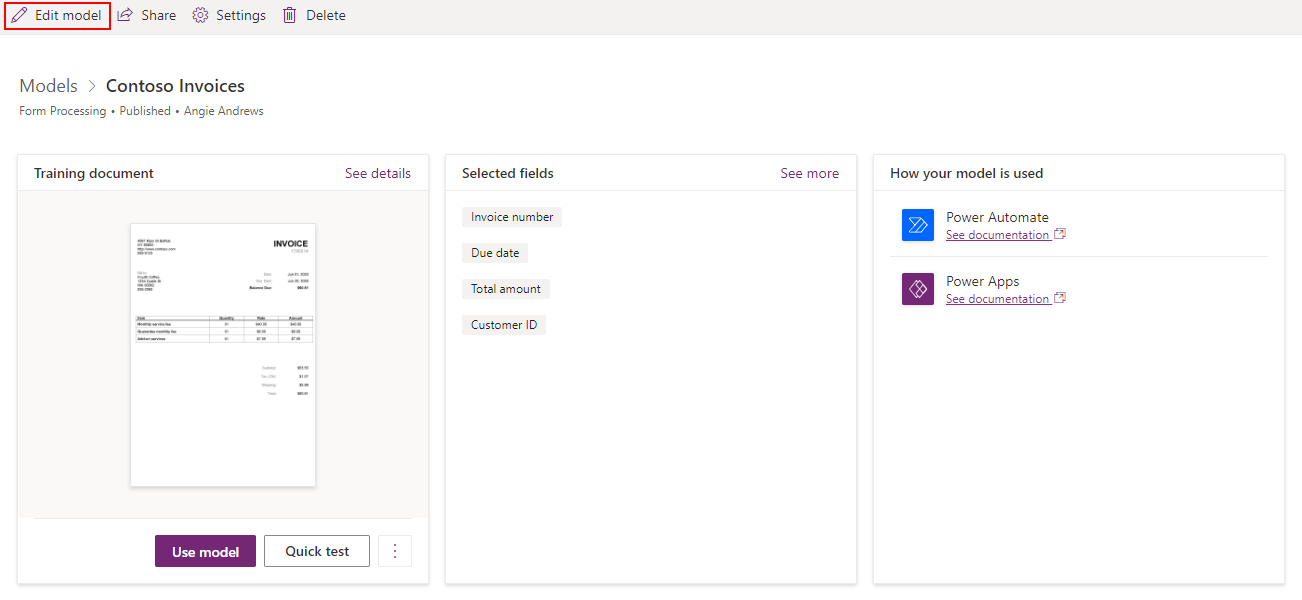 Edit model Share Settings Delete
Models > Contoso Invoices
Form Processing • Published • Angie Andrews
Training document See details
INVOICE
Selected fields See more
Invoice number
Due date
Total amount
Customer ID
How your model is used
Power Automate
See documentation
Power Apps
See documentation
Use model Quick test